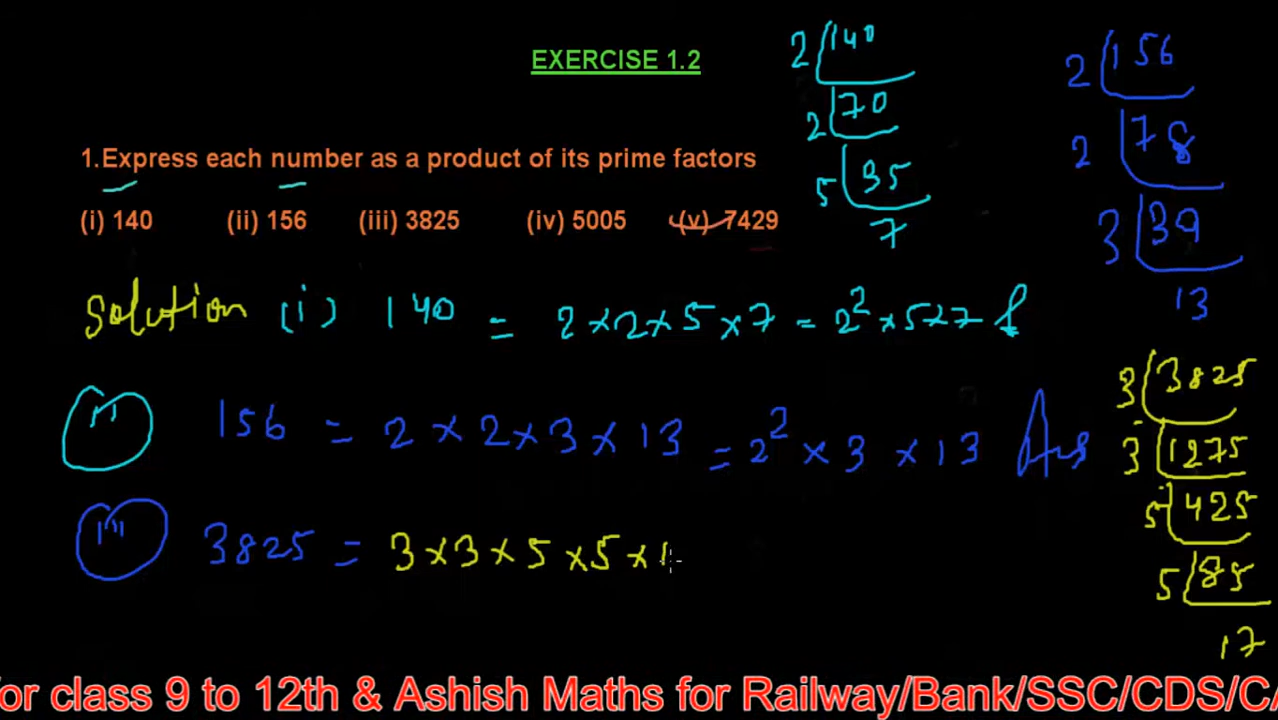 EXERCISE 1.2
1.Express each number as a product of its prime factors
(i) 140 (ii) 156 (iii) 3825 (iv) 5005 (v) 7429
2 140
2 70
5 35
7
2 156
2 78
3 39
13
Solution (i) 140 = 2 × 2 × 5 × 7 = 2² × 5 × 7
(ii) 156 = 2 × 2 × 3 × 13 = 2² × 3 × 13 Ans
(iii) 3825 = 3 × 3 × 5 × 5 × 1
3 3825
3 1275
5 425
5 85
17
for class 9 to 12th & Ashish Maths for Railway/Bank/SSC/CDS/CA